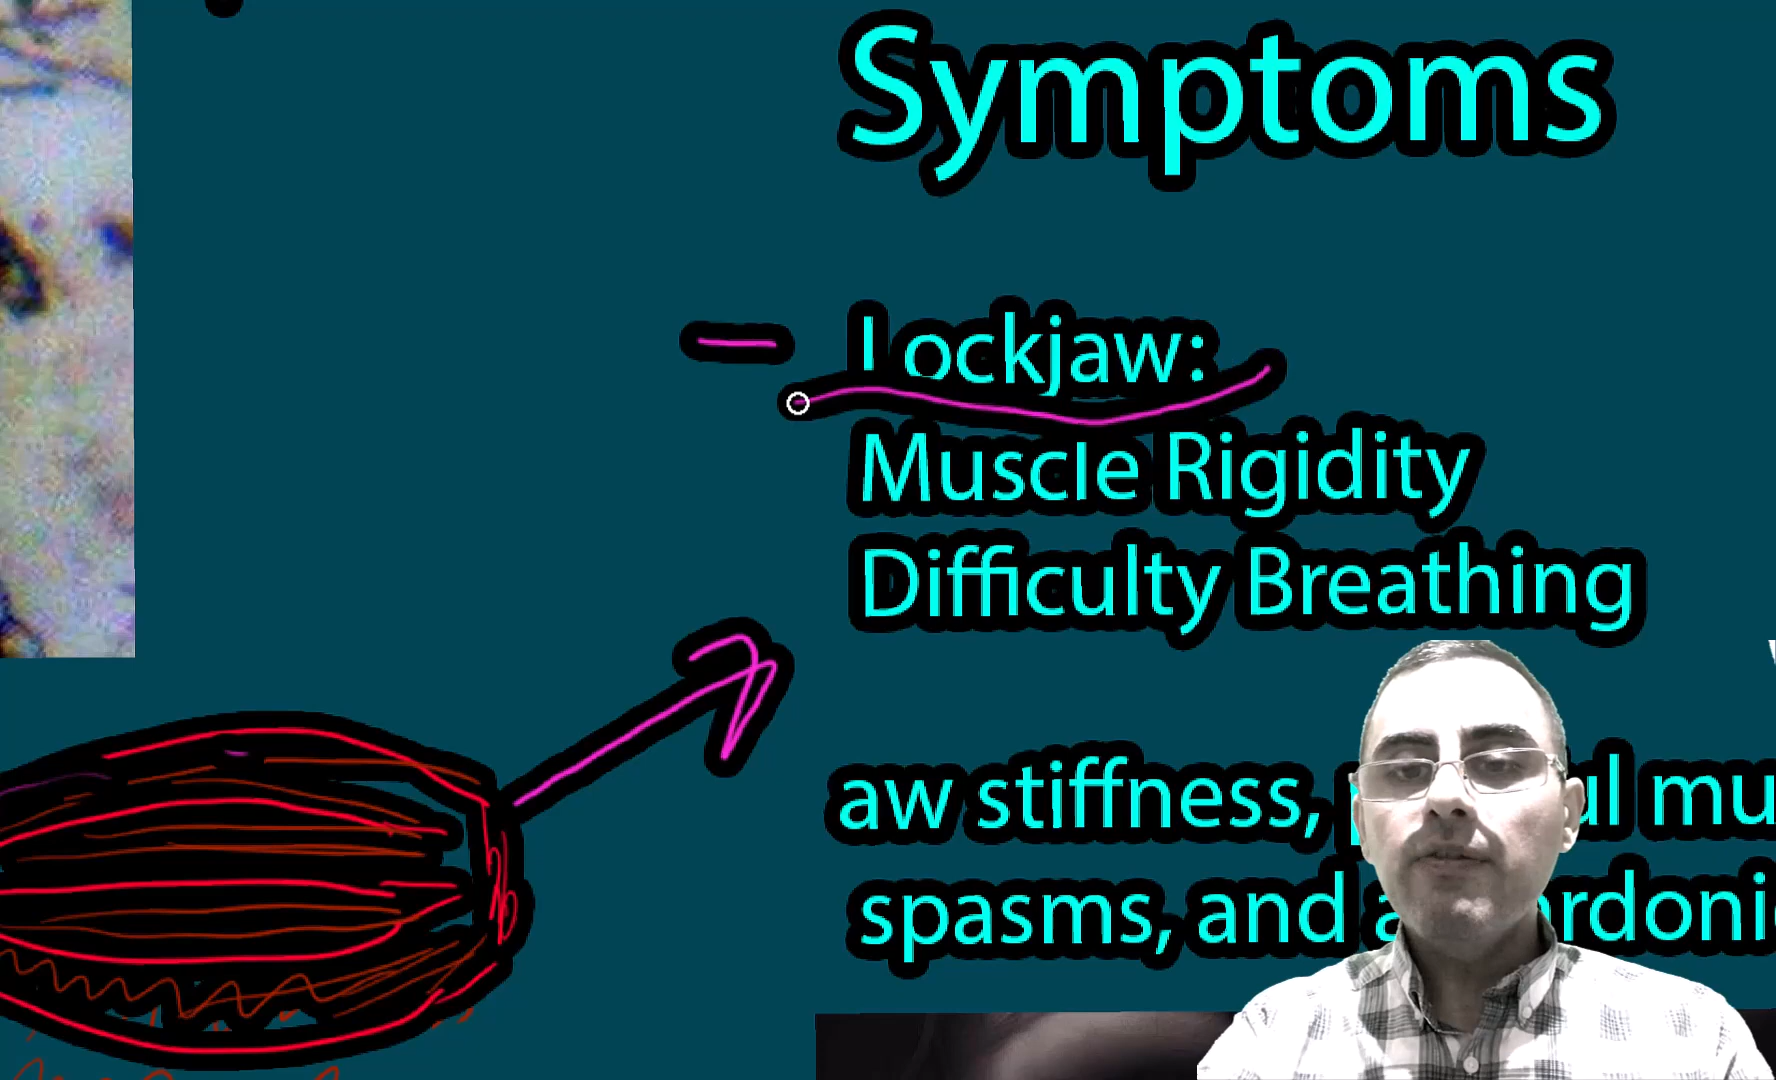 Symptoms
Lockjaw:
Muscle Rigidity
Difficulty Breathing
aw stiffness,
spasms, and